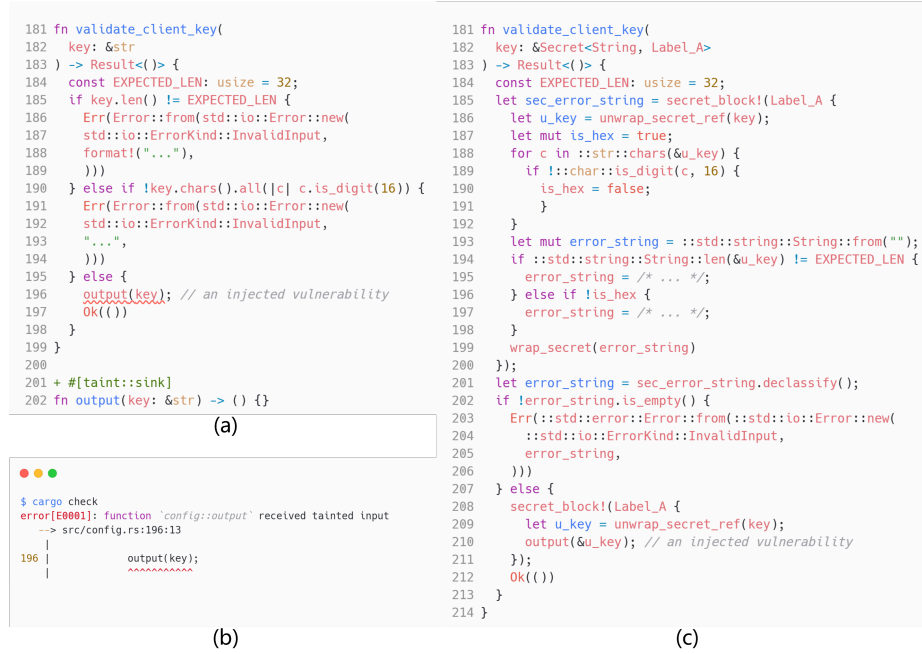 181 fn validate_client_key(
182   key: &str
183 ) -> Result<()> {
184   const EXPECTED_LEN: usize = 32;
185   if key.len() != EXPECTED_LEN {
186     Err(Error::from(std::io::Error::new(
187     std::io::ErrorKind::InvalidInput,
188     format!("..."),
189     )))
190   } else if !key.chars().all(|c| c.is_digit(16)) {
191     Err(Error::from(std::io::Error::new(
192     std::io::ErrorKind::InvalidInput,
193     "...",
194     )))
195   } else {
196     output(key); // an injected vulnerability
197     Ok(())
198   }
199 }
200
201 + #[taint::sink]
202 fn output(key: &str) -> () {}
(a)
$ cargo check
error[E0001]: function `config::output` received tainted input
   --> src/config.rs:196:13
    |
196 |             output(key);
    |             ^^^^^^^^^^^
(b)
181 fn validate_client_key(
182   key: &Secret<String, Label_A>
183 ) -> Result<()> {
184   const EXPECTED_LEN: usize = 32;
185   let sec_error_string = secret_block!(Label_A {
186     let u_key = unwrap_secret_ref(key);
187     let mut is_hex = true;
188     for c in ::str::chars(&u_key) {
189       if !::char::is_digit(c, 16) {
190         is_hex = false;
191         }
192     }
193     let mut error_string = ::std::string::String::from("");
194     if ::std::string::String::len(&u_key) != EXPECTED_LEN {
195       error_string = /* ... */;
196     } else if !is_hex {
197       error_string = /* ... */;
198     }
199     wrap_secret(error_string)
200   });
201   let error_string = sec_error_string.declassify();
202   if !error_string.is_empty() {
203     Err(::std::error::Error::from(::std::io::Error::new(
204       ::std::io::ErrorKind::InvalidInput,
205       error_string,
206     )))
207   } else {
208     secret_block!(Label_A {
209       let u_key = unwrap_secret_ref(key);
210       output(&u_key); // an injected vulnerability
211     });
212     Ok(())
213   }
214 }
(c)